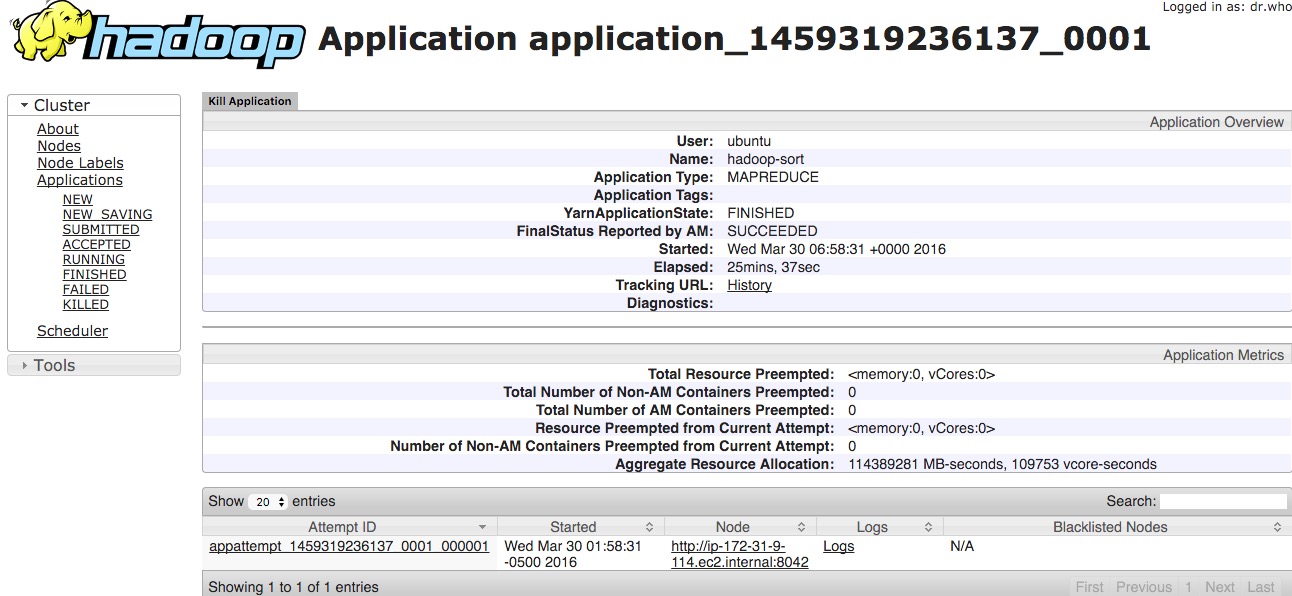 Logged in as: dr.who
hadoop Application application_1459319236137_0001
Cluster
About
Nodes
Node Labels
Applications
NEW
NEW_SAVING
SUBMITTED
ACCEPTED
RUNNING
FINISHED
FAILED
KILLED
Scheduler
Tools
Kill Application
Application Overview
User: ubuntu
Name: hadoop-sort
Application Type: MAPREDUCE
Application Tags:
YarnApplicationState: FINISHED
FinalStatus Reported by AM: SUCCEEDED
Started: Wed Mar 30 06:58:31 +0000 2016
Elapsed: 25mins, 37sec
Tracking URL: History
Diagnostics:
Application Metrics
Total Resource Preempted: <memory:0, vCores:0>
Total Number of Non-AM Containers Preempted: 0
Total Number of AM Containers Preempted: 0
Resource Preempted from Current Attempt: <memory:0, vCores:0>
Number of Non-AM Containers Preempted from Current Attempt: 0
Aggregate Resource Allocation: 114389281 MB-seconds, 109753 vcore-seconds
Show 20 entries Search:
Attempt ID Started Node Logs Blacklisted Nodes
appattempt_1459319236137_0001_000001 Wed Mar 30 01:58:31 http://ip-172-31-9- Logs N/A
-0500 2016 114.ec2.internal:8042
Showing 1 to 1 of 1 entries First Previous 1 Next Last